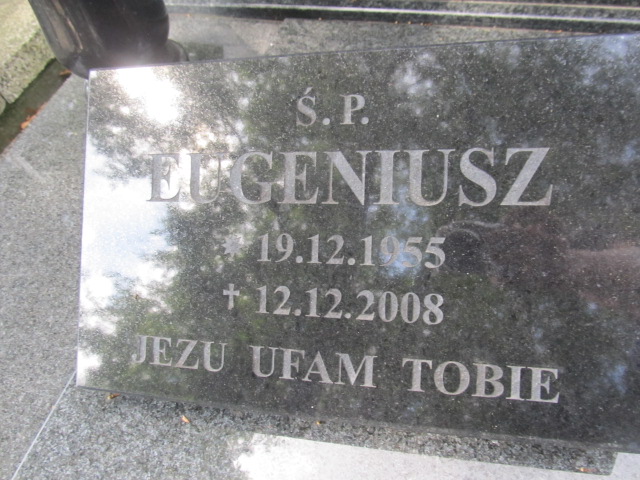 Ś.P.
EUGENIUSZ
* 19.12.1955
† 12.12.2008
JEZU UFAM TOBIE